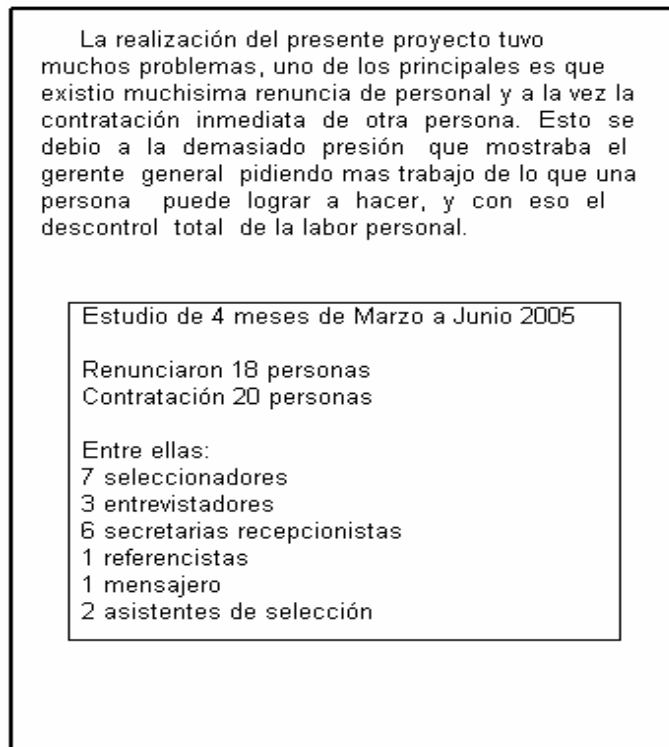 La realización del presente proyecto tuvo
muchos problemas, uno de los principales es que
existio muchisima renuncia de personal y a la vez la
contratación inmediata de otra persona. Esto se
debio a la demasiado presión que mostraba el
gerente general pidiendo mas trabajo de lo que una
persona puede lograr a hacer, y con eso el
descontrol total de la labor personal.
Estudio de 4 meses de Marzo a Junio 2005
Renunciaron 18 personas
Contratación 20 personas
Entre ellas:
7 seleccionadores
3 entrevistadores
6 secretarias recepcionistas
1 referencistas
1 mensajero
2 asistentes de selección